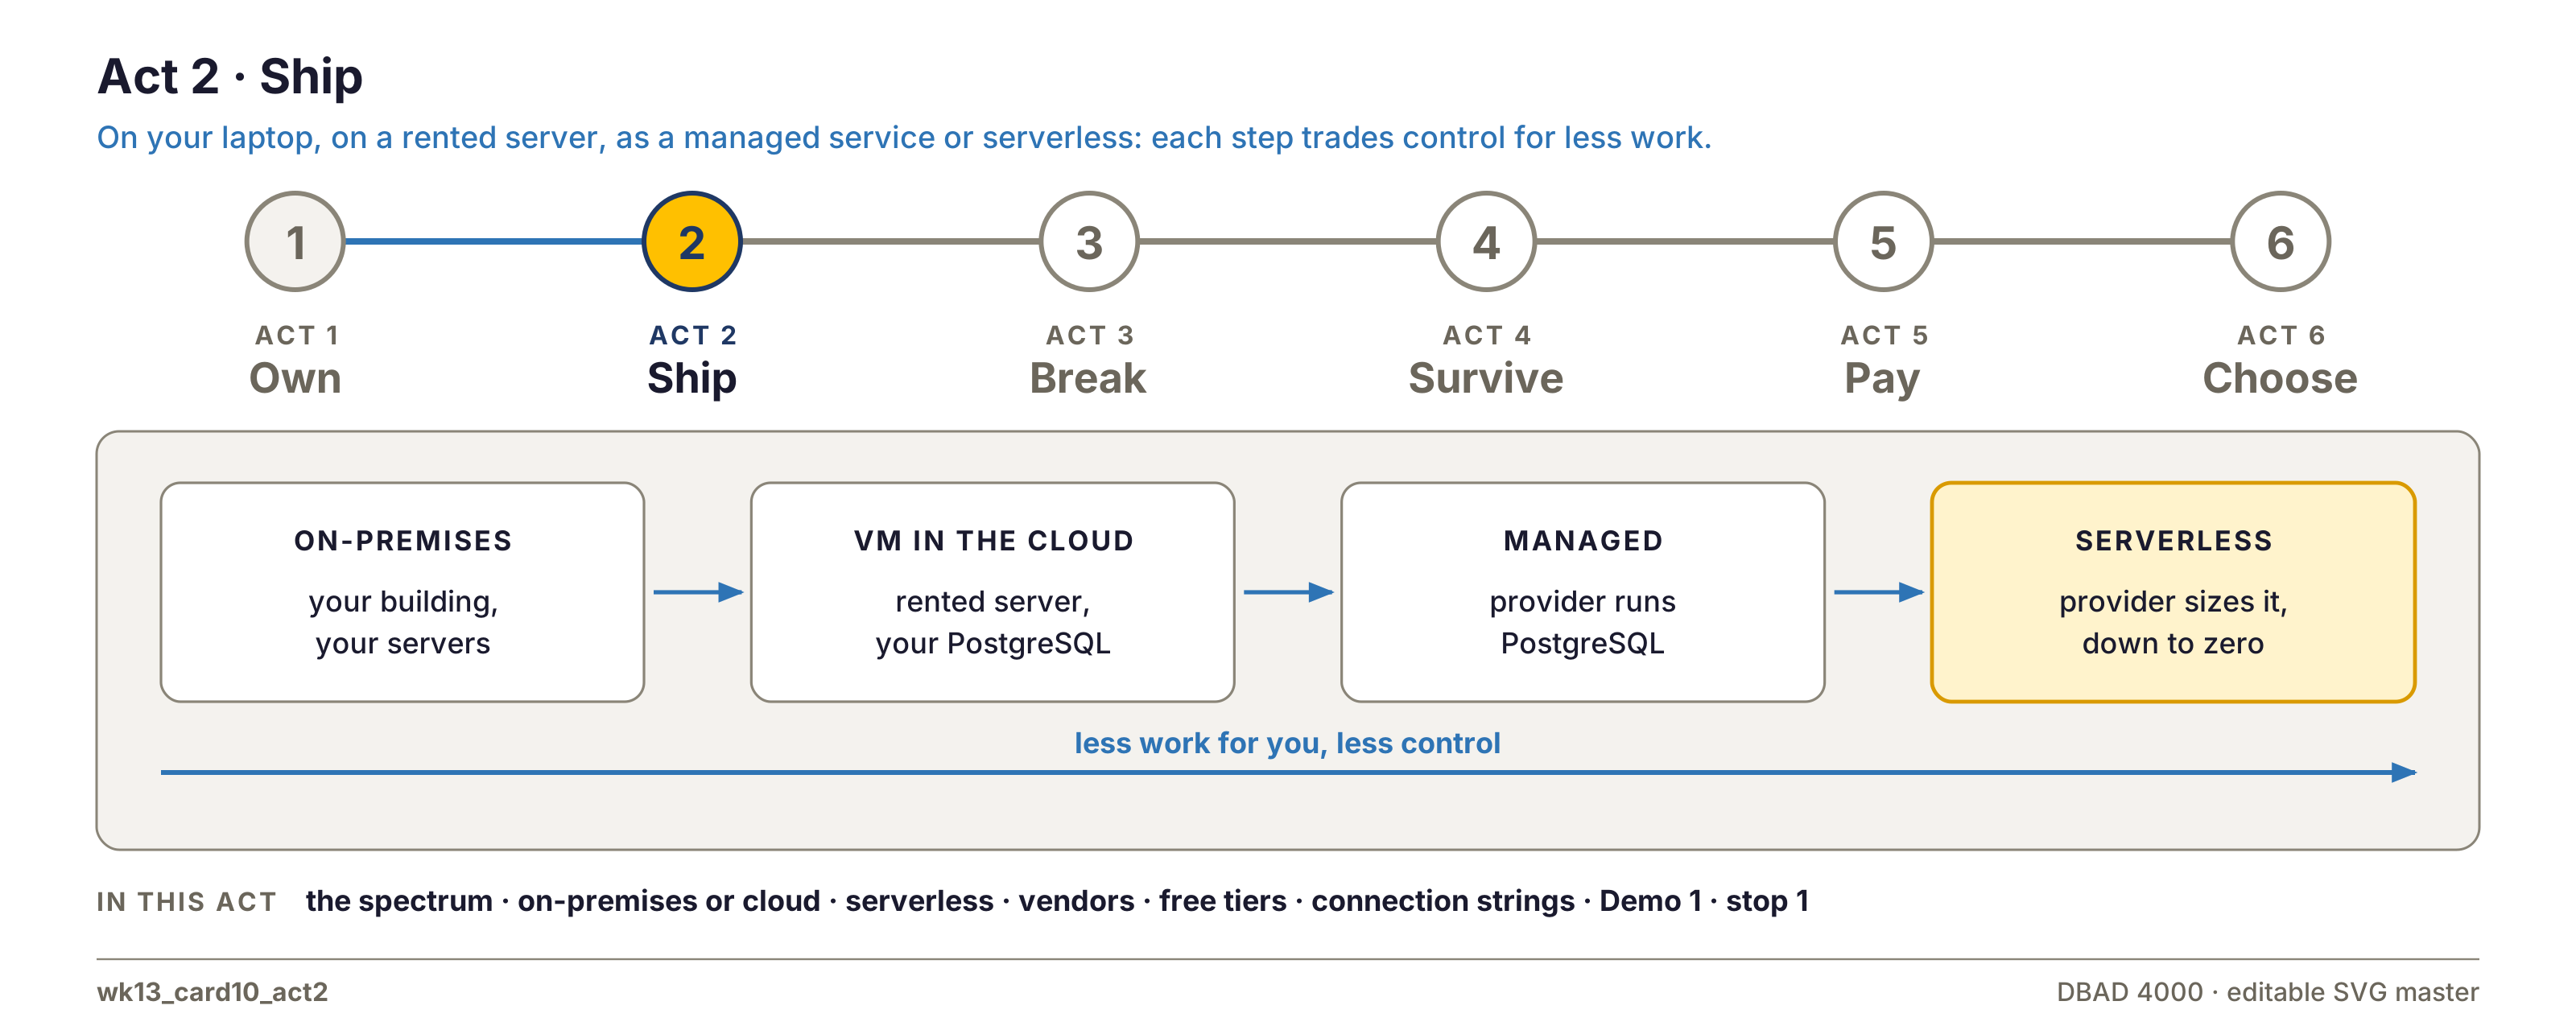 Act 2 · Ship
On your laptop, on a rented server, as a managed service or serverless: each step trades control for less work.
1 2 3 4 5 6
ACT 1 ACT 2 ACT 3 ACT 4 ACT 5 ACT 6
Own Ship Break Survive Pay Choose
ON-PREMISES
your building,
your servers
VM IN THE CLOUD
rented server,
your PostgreSQL
MANAGED
provider runs
PostgreSQL
SERVERLESS
provider sizes it,
down to zero
less work for you, less control
IN THIS ACT the spectrum · on-premises or cloud · serverless · vendors · free tiers · connection strings · Demo 1 · stop 1
wk13_card10_act2
DBAD 4000 · editable SVG master